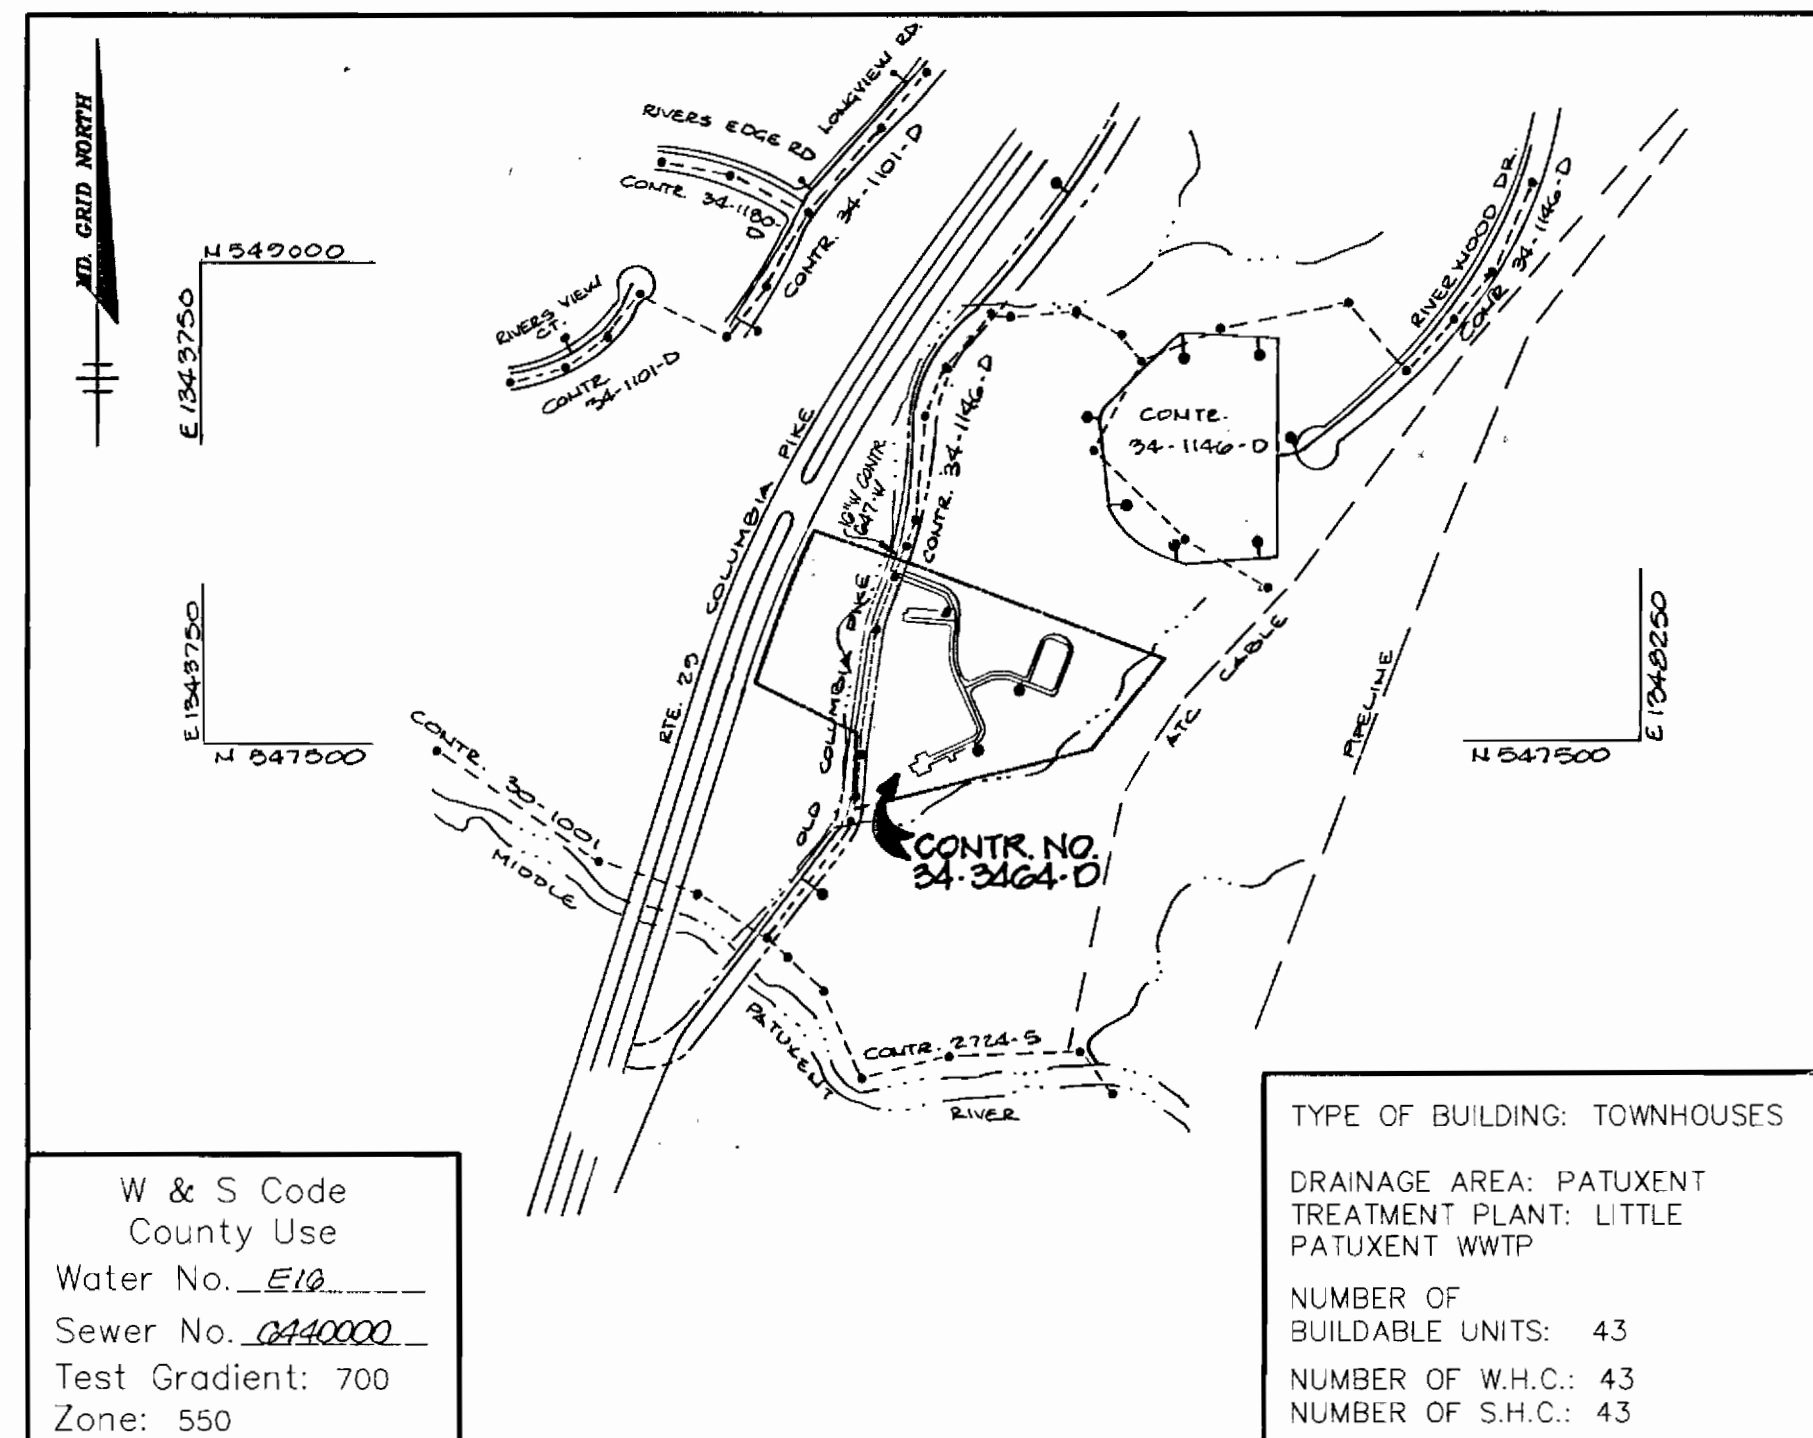 MD. GRID NORTH
N 549000
E 1343750
RIVERS EDGE RD
LONGVIEW RD.
CONTR. 34-1180-
D
CONTR. 34-1101-D
RIVERS VIEW
CT.
CONTR
34-1101-D
RIVERWOOD DR.
CONTR 34-1146-D
CONTR.
34-1146-D
RTE. 29 COLUMBIA PIKE
16"W CONTR
647-W
CONTR. 34-1146-D
OLD COLUMBIA PIKE
E 1343750
N 547500
E 1348250
N 547500
ATC CABLE
PIPELINE
CONTR. 30-1001
MIDDLE
PATUXENT
RIVER
CONTR. NO.
34-3464-D
CONTR. 2724-S
W & S Code
County Use
Water No. E16
Sewer No. 6440000
Test Gradient: 700
Zone: 550
TYPE OF BUILDING: TOWNHOUSES
DRAINAGE AREA: PATUXENT
TREATMENT PLANT: LITTLE
PATUXENT WWTP
NUMBER OF
BUILDABLE UNITS: 43
NUMBER OF W.H.C.: 43
NUMBER OF S.H.C.: 43